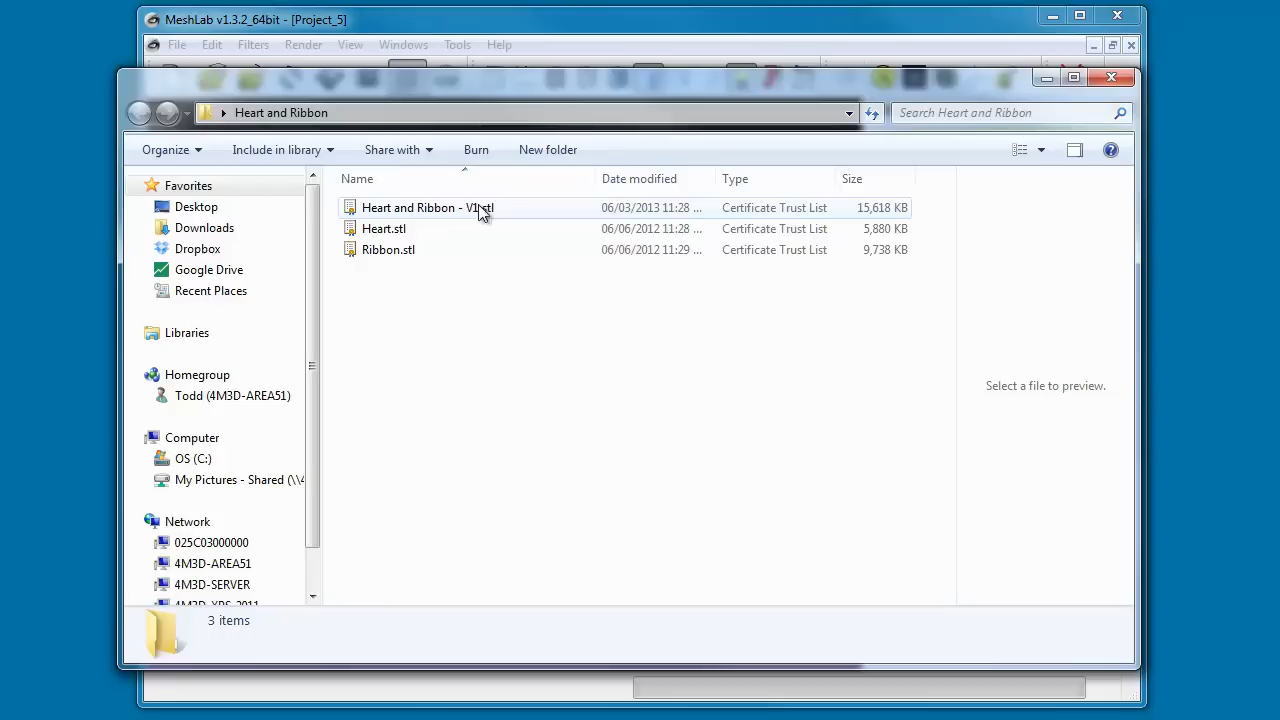 MeshLab v1.3.2_64bit - [Project_5]
File Edit Filters Render View Windows Tools Help
Heart and Ribbon
Search Heart and Ribbon
Organize Include in library Share with Burn New folder
Name Date modified Type Size
Favorites
Desktop
Downloads
Dropbox
Google Drive
Recent Places
Libraries
Homegroup
Todd (4M3D-AREA51)
Computer
OS (C:)
My Pictures - Shared (\\4
Network
025C03000000
4M3D-AREA51
4M3D-SERVER
4M3D-XPS-2011
Heart and Ribbon - V1.stl 06/03/2013 11:28 ... Certificate Trust List 15,618 KB
Heart.stl 06/06/2012 11:28 ... Certificate Trust List 5,880 KB
Ribbon.stl 06/06/2012 11:29 ... Certificate Trust List 9,738 KB
Select a file to preview.
3 items